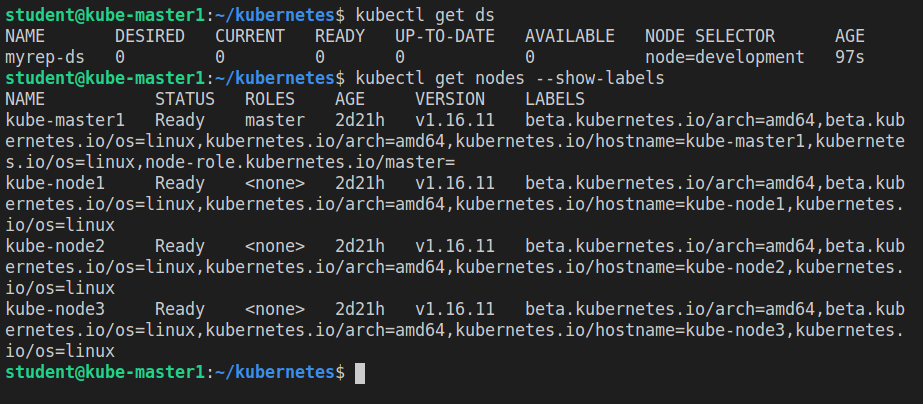 student@kube-master1:~/kubernetes$ kubectl get ds
NAME       DESIRED   CURRENT   READY   UP-TO-DATE   AVAILABLE   NODE SELECTOR      AGE
myrep-ds   0         0         0       0            0           node=development   97s
student@kube-master1:~/kubernetes$ kubectl get nodes --show-labels
NAME           STATUS   ROLES    AGE     VERSION    LABELS
kube-master1   Ready    master   2d21h   v1.16.11   beta.kubernetes.io/arch=amd64,beta.kub
ernetes.io/os=linux,kubernetes.io/arch=amd64,kubernetes.io/hostname=kube-master1,kubernete
s.io/os=linux,node-role.kubernetes.io/master=
kube-node1     Ready    <none>   2d21h   v1.16.11   beta.kubernetes.io/arch=amd64,beta.kub
ernetes.io/os=linux,kubernetes.io/arch=amd64,kubernetes.io/hostname=kube-node1,kubernetes.
io/os=linux
kube-node2     Ready    <none>   2d21h   v1.16.11   beta.kubernetes.io/arch=amd64,beta.kub
ernetes.io/os=linux,kubernetes.io/arch=amd64,kubernetes.io/hostname=kube-node2,kubernetes.
io/os=linux
kube-node3     Ready    <none>   2d21h   v1.16.11   beta.kubernetes.io/arch=amd64,beta.kub
ernetes.io/os=linux,kubernetes.io/arch=amd64,kubernetes.io/hostname=kube-node3,kubernetes.
io/os=linux
student@kube-master1:~/kubernetes$